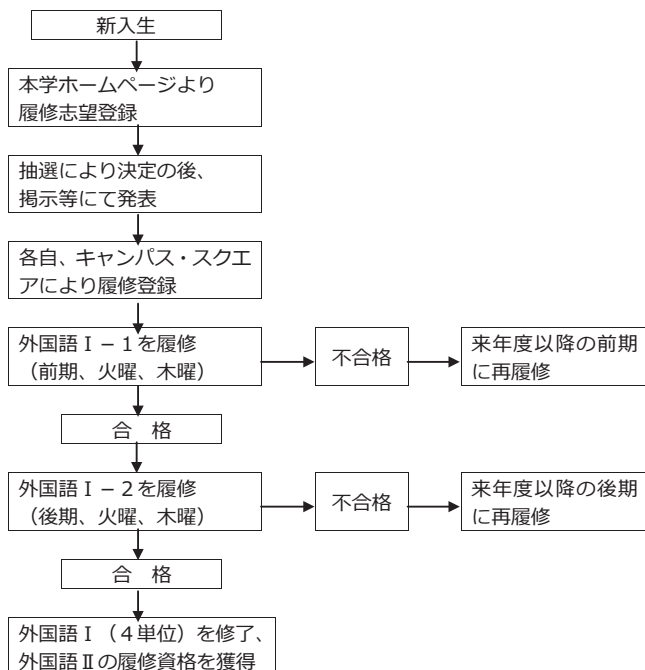 新入生
本学ホームページより
履修志望登録
抽選により決定の後、
掲示等にて発表
各自、キャンパス・スクエ
アにより履修登録
外国語Ⅰ－１を履修
（前期、火曜、木曜）
不合格
来年度以降の前期
に再履修
合　格
外国語Ⅰ－２を履修
（後期、火曜、木曜）
不合格
来年度以降の後期
に再履修
合　格
外国語Ⅰ（４単位）を修了、
外国語Ⅱの履修資格を獲得